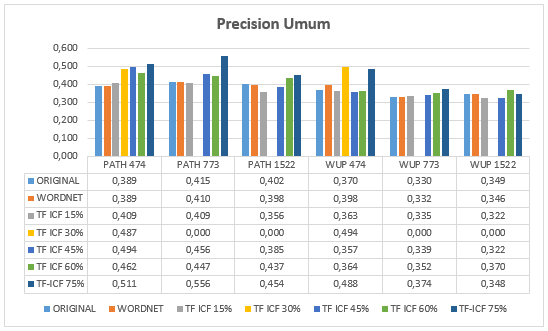 Precision Umum
0,600
0,500
0,400
0,300
0,200
0,100
0,000
PATH 474 PATH 773 PATH 1522 WUP 474 WUP 773 WUP 1522
ORIGINAL 0,389 0,415 0,402 0,370 0,330 0,349
WORDNET 0,389 0,410 0,398 0,398 0,332 0,346
TF ICF 15% 0,409 0,409 0,356 0,363 0,335 0,322
TF ICF 30% 0,487 0,000 0,000 0,494 0,000 0,000
TF ICF 45% 0,494 0,456 0,385 0,357 0,339 0,322
TF ICF 60% 0,462 0,447 0,437 0,364 0,352 0,370
TF-ICF 75% 0,511 0,556 0,454 0,488 0,374 0,348
ORIGINAL WORDNET TF ICF 15% TF ICF 30% TF ICF 45% TF ICF 60% TF-ICF 75%